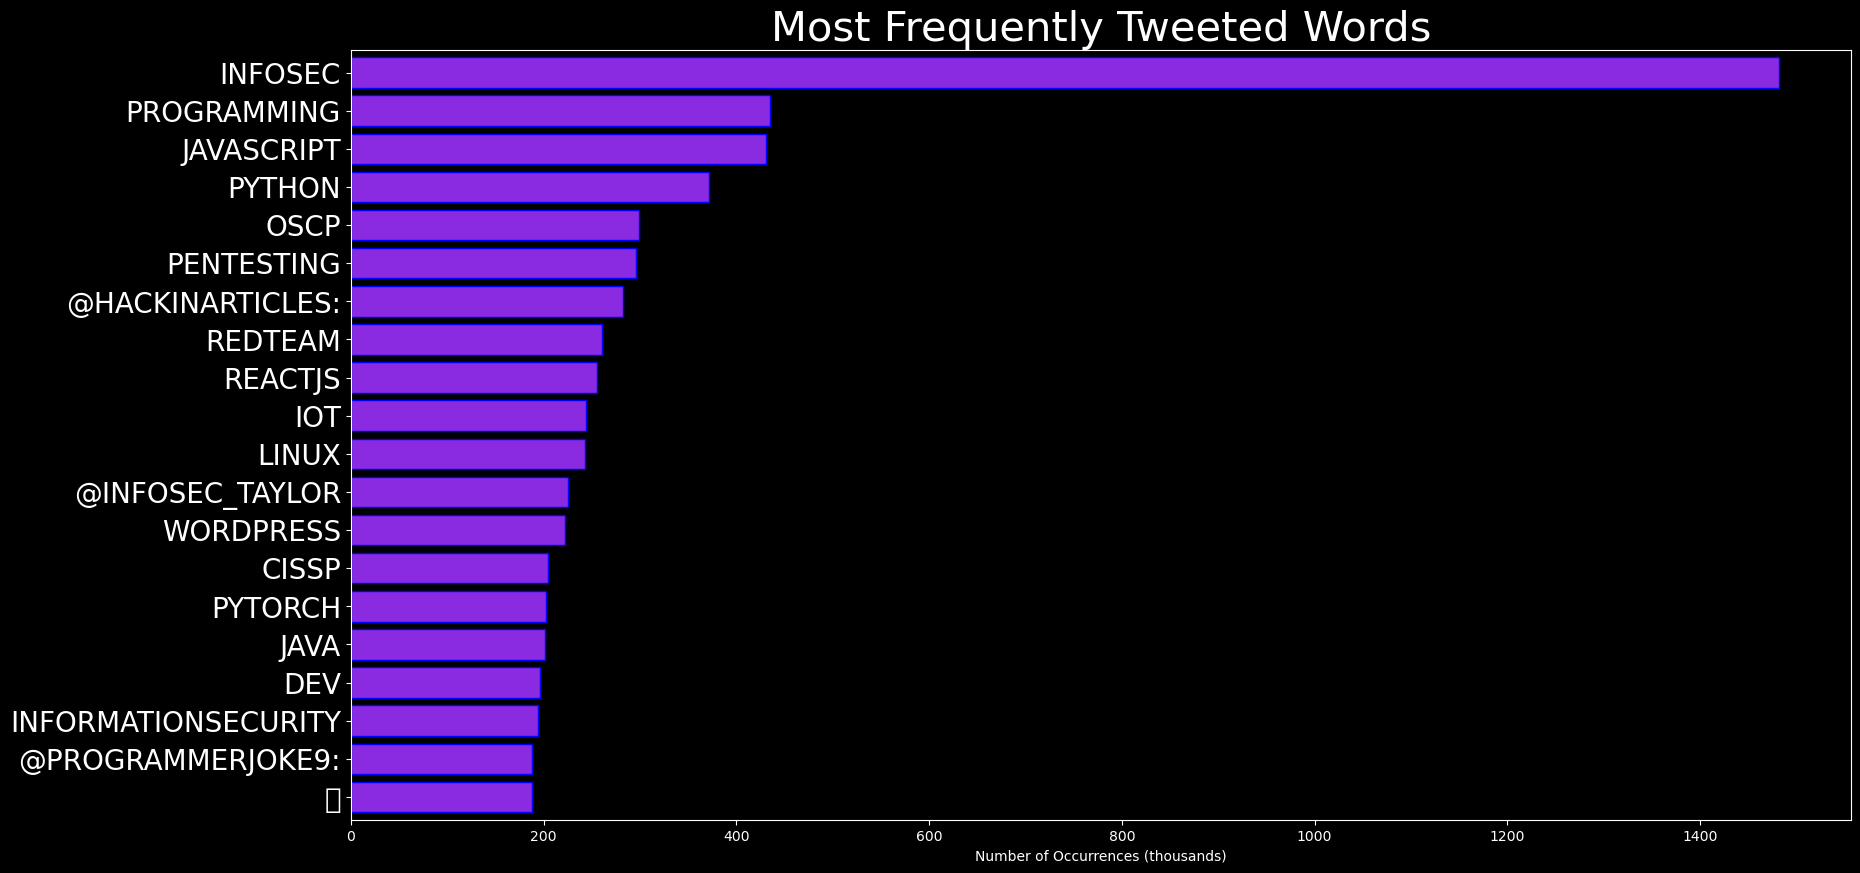 Most Frequently Tweeted Words
INFOSEC
PROGRAMMING
JAVASCRIPT
PYTHON
OSCP
PENTESTING
@HACKINARTICLES:
REDTEAM
REACTJS
IOT
LINUX
@INFOSEC_TAYLOR
WORDPRESS
CISSP
PYTORCH
JAVA
DEV
INFORMATIONSECURITY
@PROGRAMMERJOKE9:
0 200 400 600 800 1000 1200 1400
Number of Occurrences (thousands)